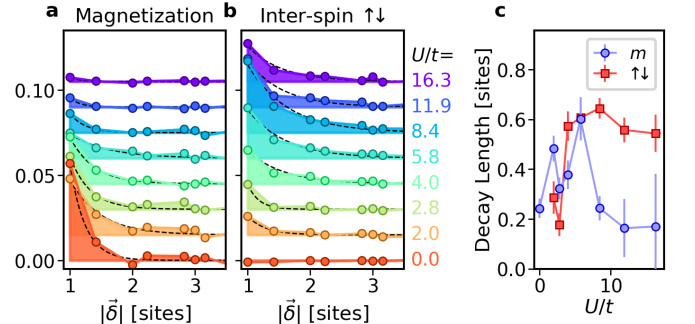 a Magnetization
b Inter-spin ↑↓
c
U/t=
16.3
11.9
8.4
5.8
4.0
2.8
2.0
0.0
0.10
0.05
0.00
1 2 3
|δ⃗| [sites]
1 2 3
|δ⃗| [sites]
Decay Length [sites]
0.8
0.6
0.4
0.2
0.0
0 10
U/t
m
↑↓